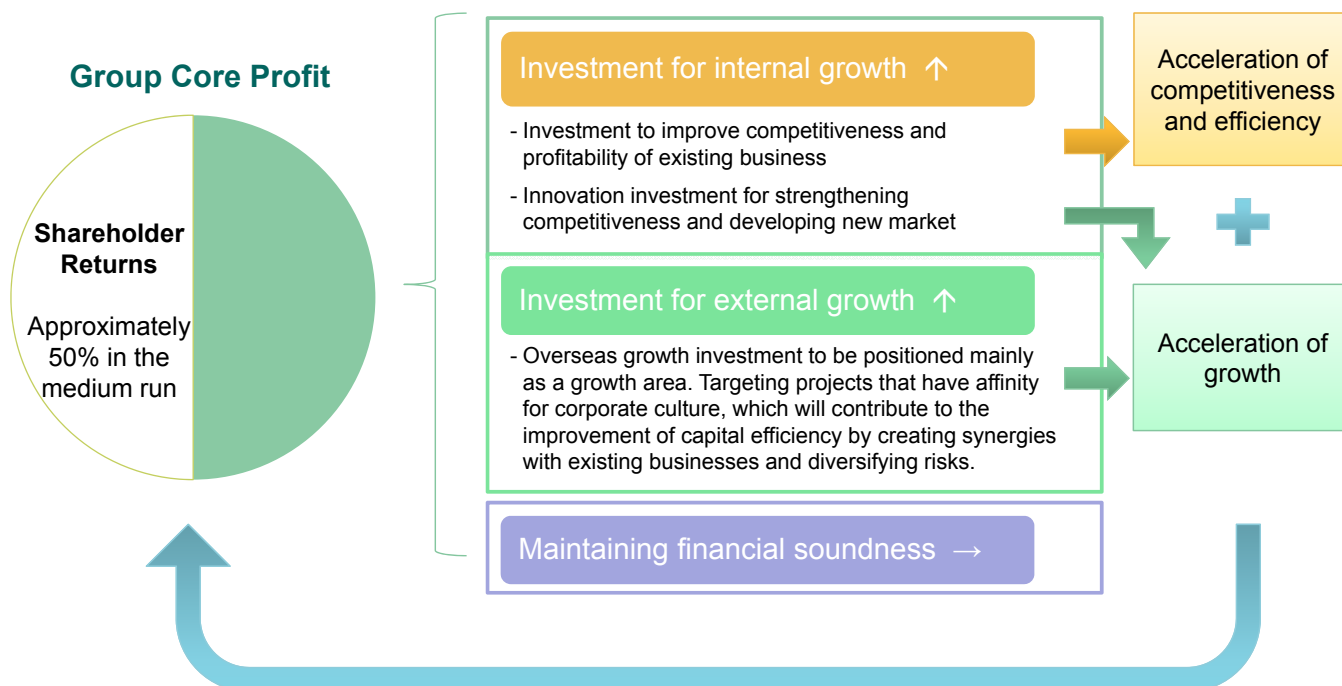 Group Core Profit
Shareholder
Returns
Approximately
50% in the
medium run
Investment for internal growth ↑
- Investment to improve competitiveness and
profitability of existing business
- Innovation investment for strengthening
competitiveness and developing new market
Investment for external growth ↑
- Overseas growth investment to be positioned mainly
as a growth area. Targeting projects that have affinity
for corporate culture, which will contribute to the
improvement of capital efficiency by creating synergies
with existing businesses and diversifying risks.
Maintaining financial soundness →
Acceleration of
competitiveness
and efficiency
Acceleration of
growth